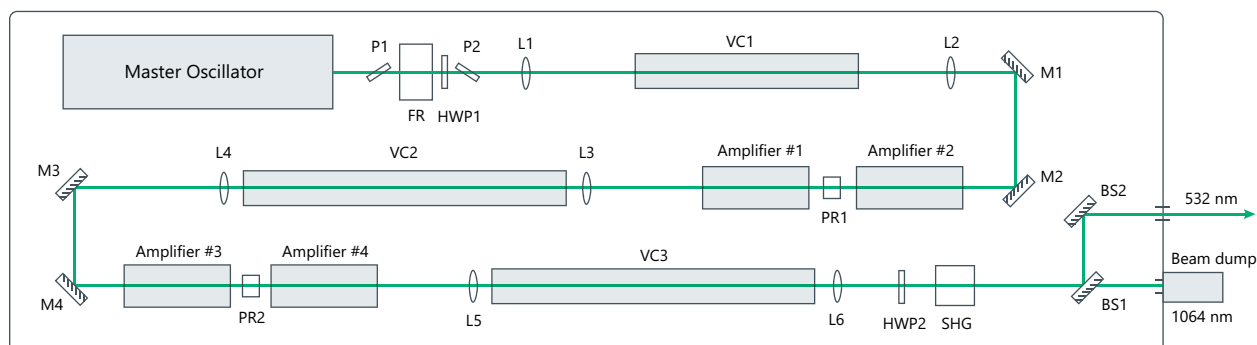 Master Oscillator
P1
FR
HWP1
P2
L1
VC1
L2
M1
M3
L4
VC2
L3
Amplifier #1
PR1
Amplifier #2
M2
BS2
532 nm
M4
Amplifier #3
PR2
Amplifier #4
L5
VC3
L6
HWP2
SHG
BS1
Beam dump
1064 nm